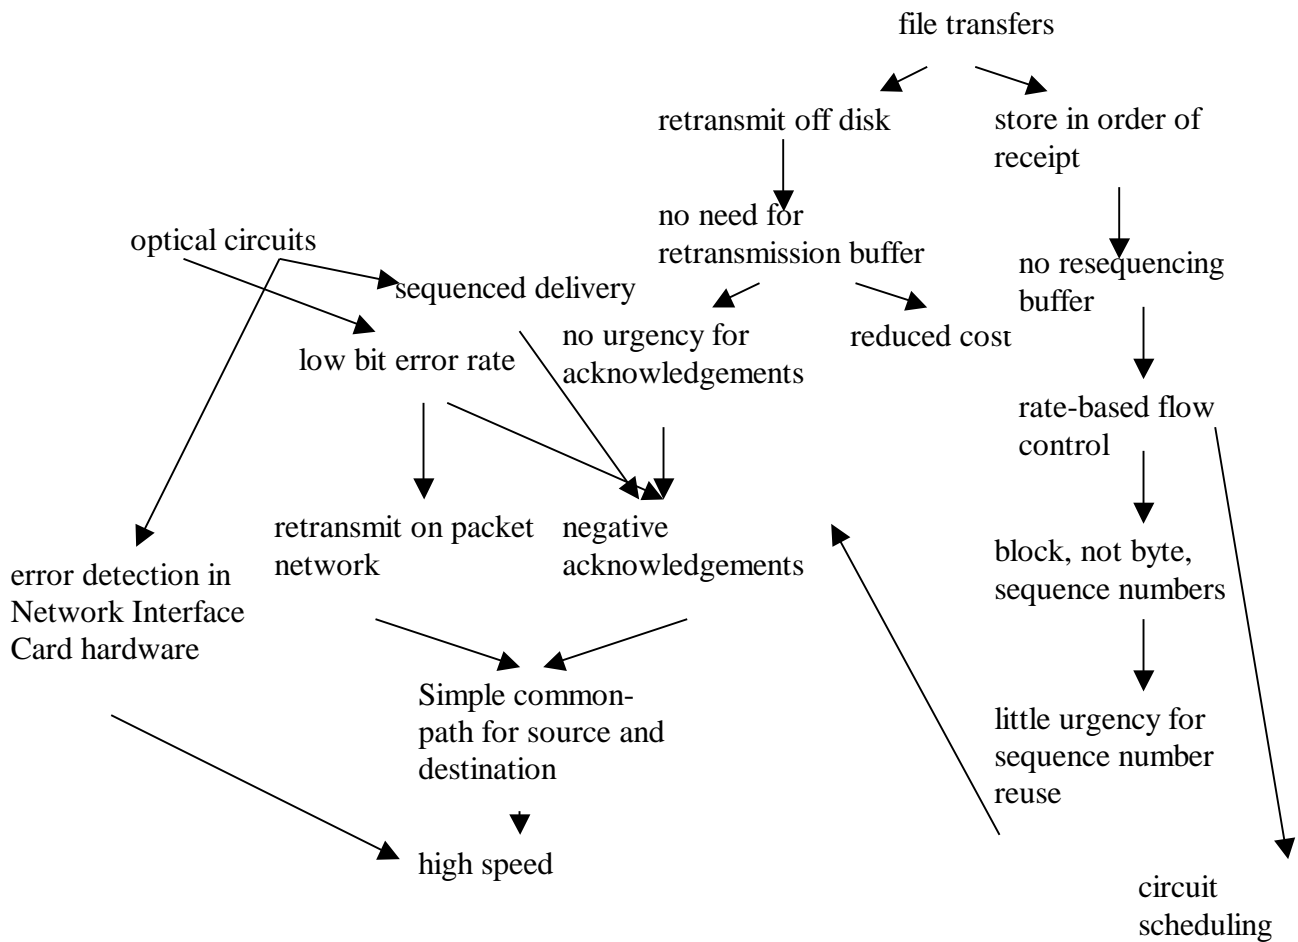 file transfers
retransmit off disk
store in order of
receipt
no need for
retransmission buffer
optical circuits
no resequencing
buffer
sequenced delivery
no urgency for
acknowledgements
reduced cost
low bit error rate
rate-based flow
control
retransmit on packet
network
negative
acknowledgements
block, not byte,
sequence numbers
error detection in
Network Interface
Card hardware
Simple common-
path for source and
destination
little urgency for
sequence number
reuse
high speed
circuit
scheduling